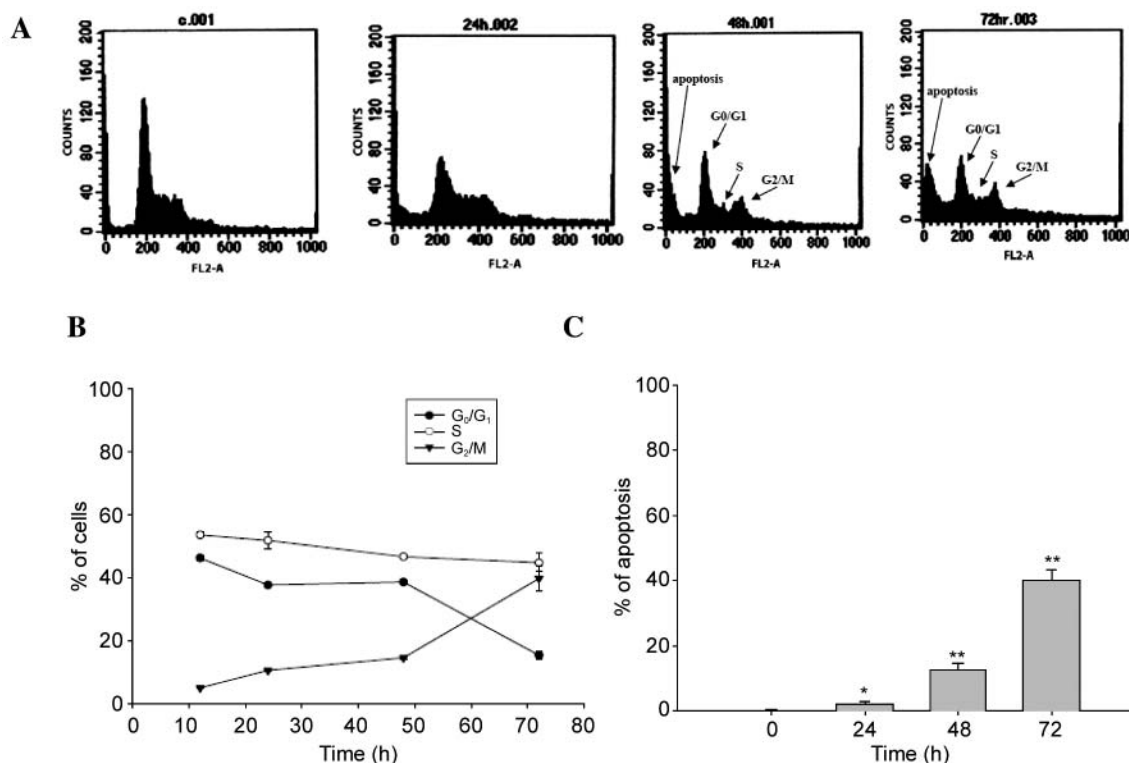 A
c.001
COUNTS
200
160
120
80
40
0
0 200 400 600 800 1000
FL2-A
24h.002
COUNTS
200
160
120
80
40
0
0 200 400 600 800 1000
FL2-A
48h.001
COUNTS
200
160
120
80
40
0
apoptosis
G0/G1
S
G2/M
0 200 400 600 800 1000
FL2-A
72hr.003
COUNTS
200
160
120
80
40
0
apoptosis
G0/G1
S
G2/M
0 200 400 600 800 1000
FL2-A
B
% of cells
100
80
60
40
20
0
G₀/G₁
S
G₂/M
0 10 20 30 40 50 60 70 80
Time (h)
C
% of apoptosis
100
80
60
40
20
0
*
**
**
0 24 48 72
Time (h)